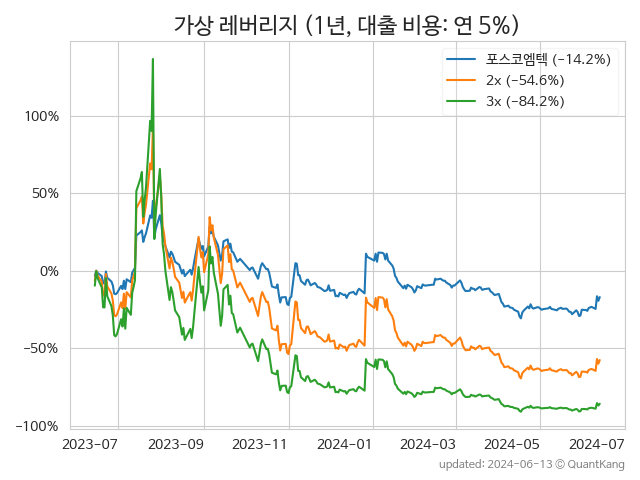 가상 레버리지 (1년, 대출 비용: 연 5%)
포스코엠텍 (-14.2%)
2x (-54.6%)
3x (-84.2%)
100%
50%
0%
-50%
-100%
2023-07 2023-09 2023-11 2024-01 2024-03 2024-05 2024-07
updated: 2024-06-13 © QuantKang